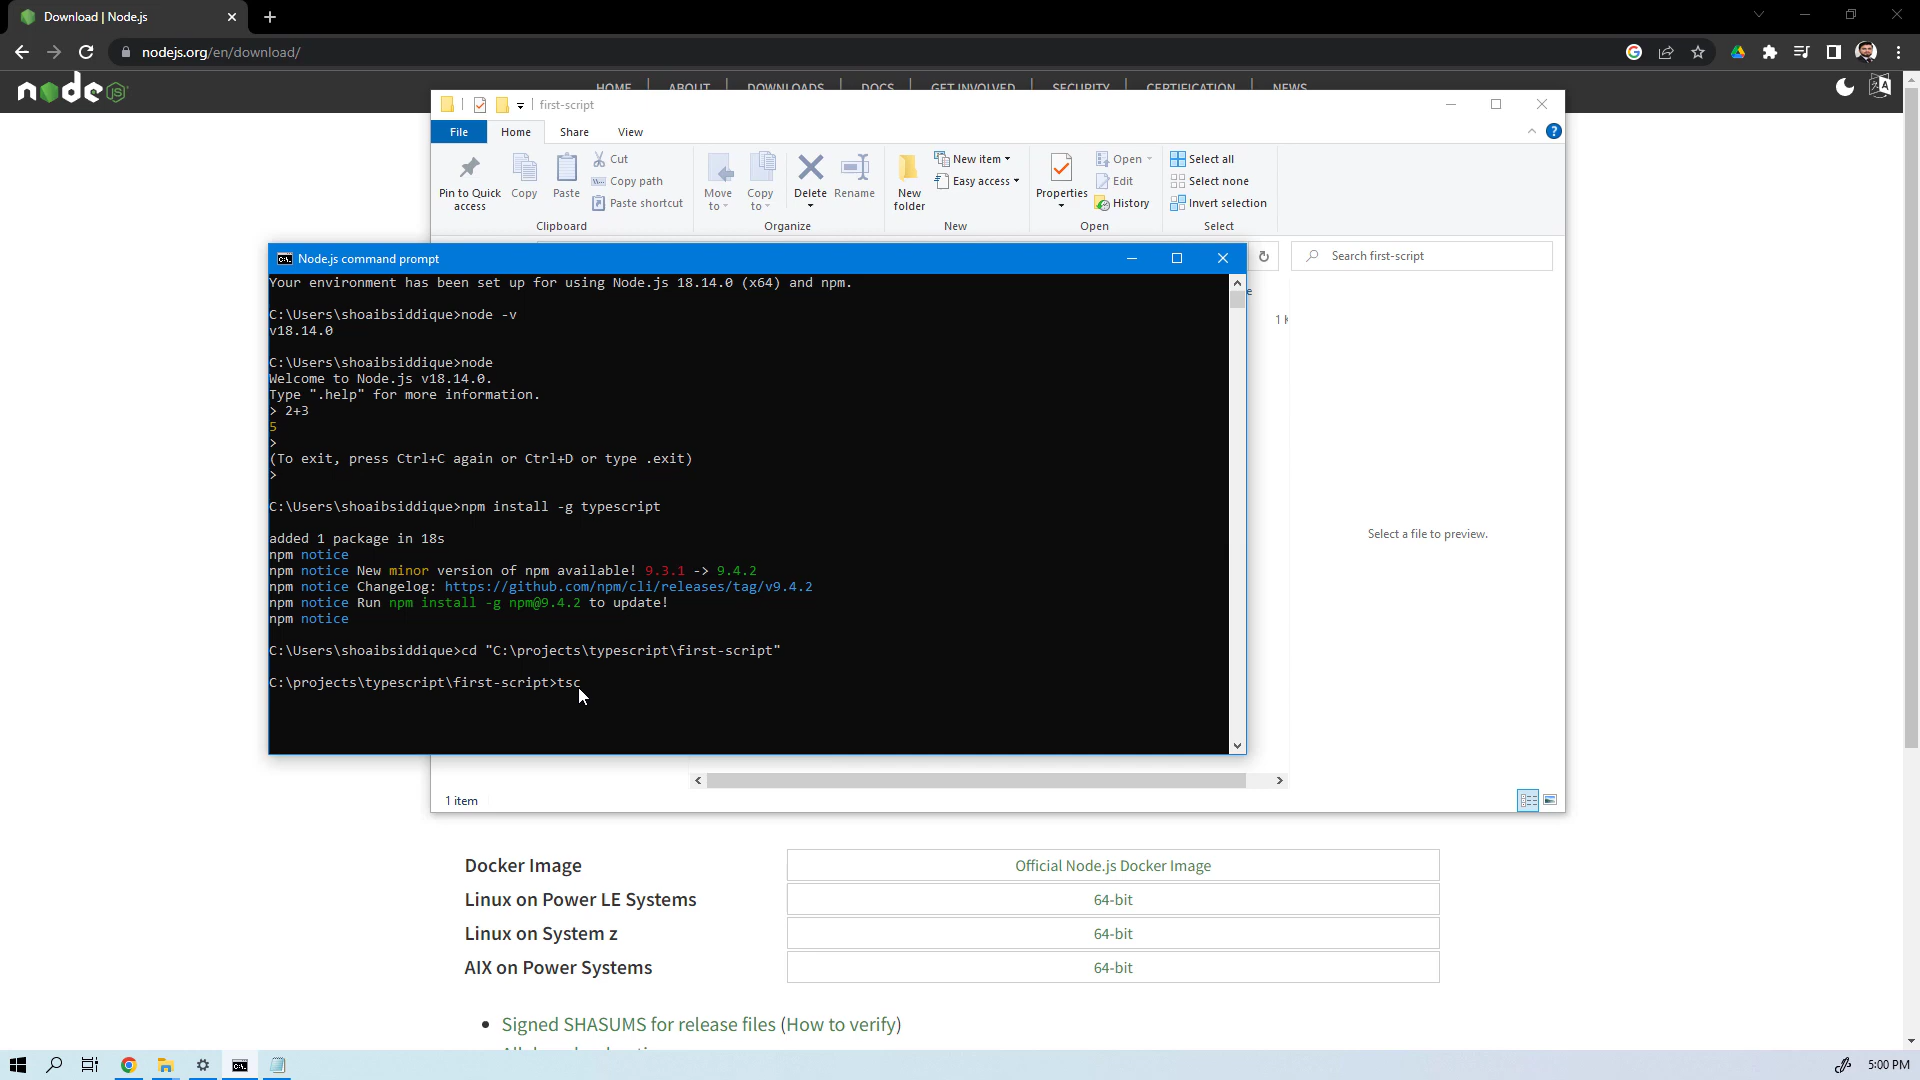 Download | Node.js
nodejs.org/en/download/
node JS
HOME ABOUT DOWNLOADS DOCS GET INVOLVED SECURITY CERTIFICATION NEWS
first-script
File Home Share View
Pin to Quick access
Copy
Paste
Cut
Copy path
Paste shortcut
Clipboard
Move to
Copy to
Delete
Rename
Organize
New folder
New item
Easy access
New
Properties
Open
Edit
History
Open
Select all
Select none
Invert selection
Select
Search first-script
Node.js command prompt
Your environment has been set up for using Node.js 18.14.0 (x64) and npm.
C:\Users\shoaibsiddique>node -v
v18.14.0
C:\Users\shoaibsiddique>node
Welcome to Node.js v18.14.0.
Type ".help" for more information.
> 2+3
5
>
(To exit, press Ctrl+C again or Ctrl+D or type .exit)
>
C:\Users\shoaibsiddique>npm install -g typescript
added 1 package in 18s
npm notice
npm notice New minor version of npm available! 9.3.1 -> 9.4.2
npm notice Changelog: https://github.com/npm/cli/releases/tag/v9.4.2
npm notice Run npm install -g npm@9.4.2 to update!
npm notice
C:\Users\shoaibsiddique>cd "C:\projects\typescript\first-script"
C:\projects\typescript\first-script>tsc
Select a file to preview.
1 item
Docker Image Official Node.js Docker Image
Linux on Power LE Systems 64-bit
Linux on System z 64-bit
AIX on Power Systems 64-bit
Signed SHASUMS for release files (How to verify)
5:00 PM